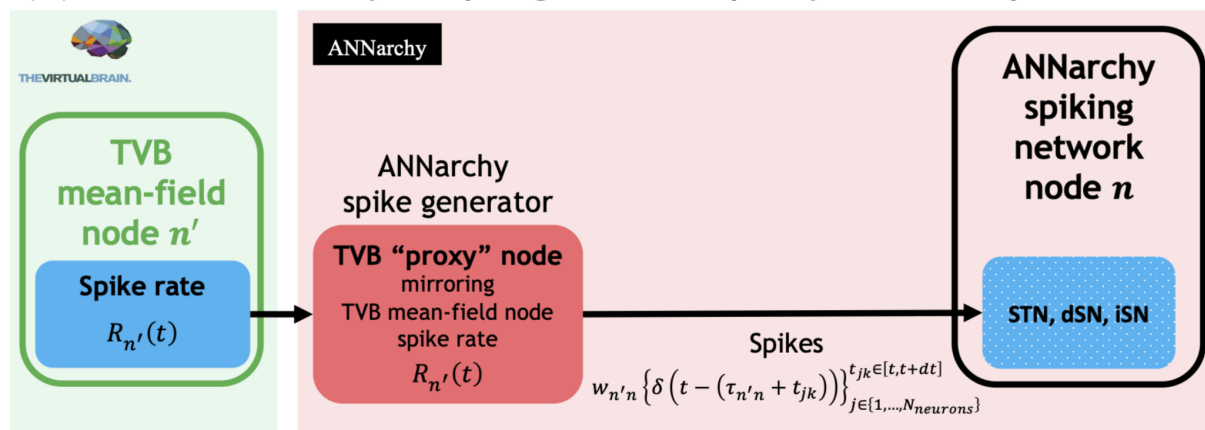 THEVIRTUALBRAIN.
ANNarchy
TVB
mean-field
node n′
Spike rate
R_{n′}(t)
ANNarchy
spike generator
TVB “proxy” node
mirroring
TVB mean-field node
spike rate
R_{n′}(t)
Spikes
w_{n′n} {δ (t − (τ_{n′n} + t_{jk}))}_{j∈{1,…,N_{neurons}}}^{t_{jk}∈[t,t+dt]}
ANNarchy
spiking
network
node n
STN, dSN, iSN